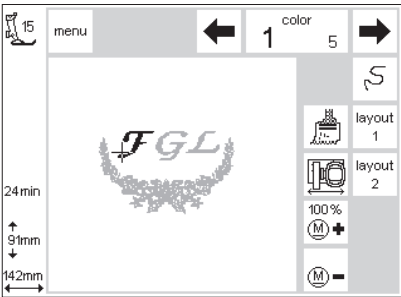 15
menu
color
1 5
layout
1
FGL
layout
2
24min
100%
M +
91mm
M -
142mm